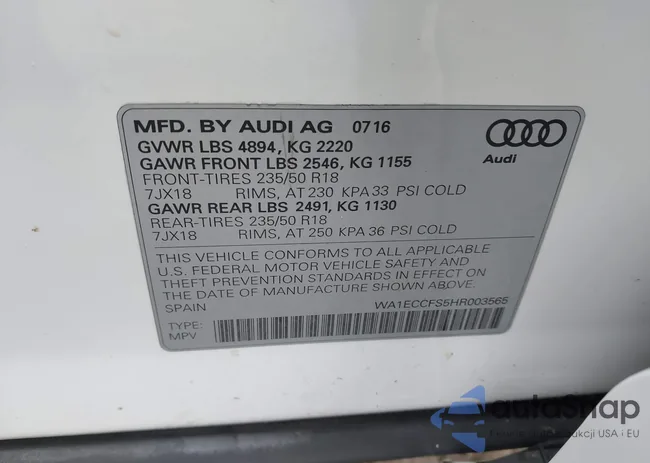 MFD. BY AUDI AG 0716
GVWR LBS 4894, KG 2220
GAWR FRONT LBS 2546, KG 1155
FRONT-TIRES 235/50 R18
7JX18 RIMS, AT 230 KPA 33 PSI COLD
GAWR REAR LBS 2491, KG 1130
REAR-TIRES 235/50 R18
7JX18 RIMS, AT 250 KPA 36 PSI COLD
Audi
THIS VEHICLE CONFORMS TO ALL APPLICABLE
U.S. FEDERAL MOTOR VEHICLE SAFETY AND
THEFT PREVENTION STANDARDS IN EFFECT ON
THE DATE OF MANUFACTURE SHOWN ABOVE.
SPAIN WA1ECCFS5HR003565
TYPE:
MPV
autoSnap
kcji USA i EU